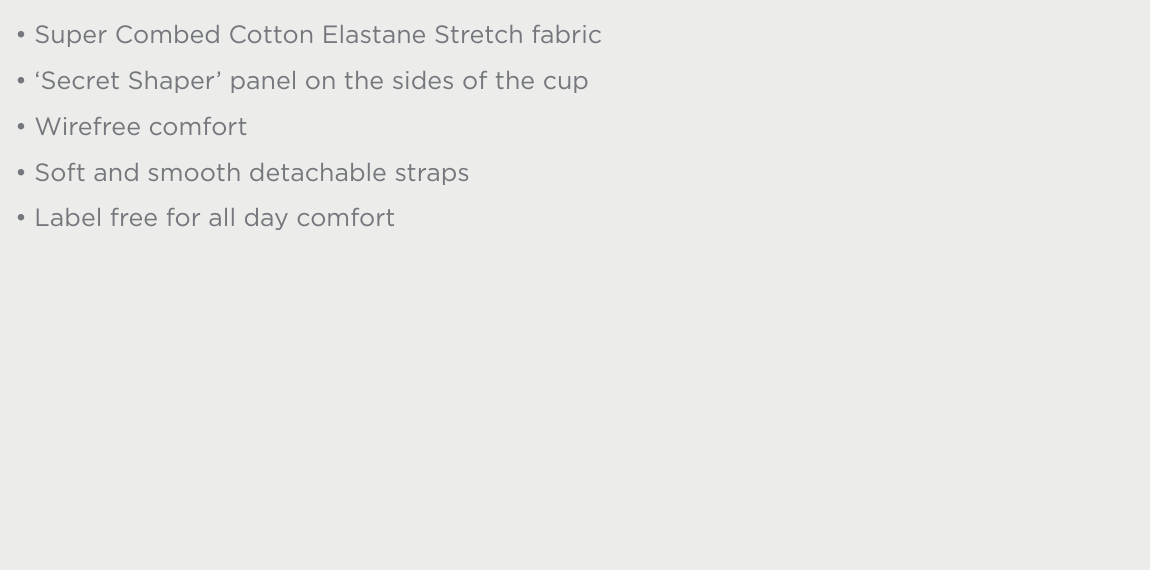 • Super Combed Cotton Elastane Stretch fabric
• ‘Secret Shaper’ panel on the sides of the cup
• Wirefree comfort
• Soft and smooth detachable straps
• Label free for all day comfort